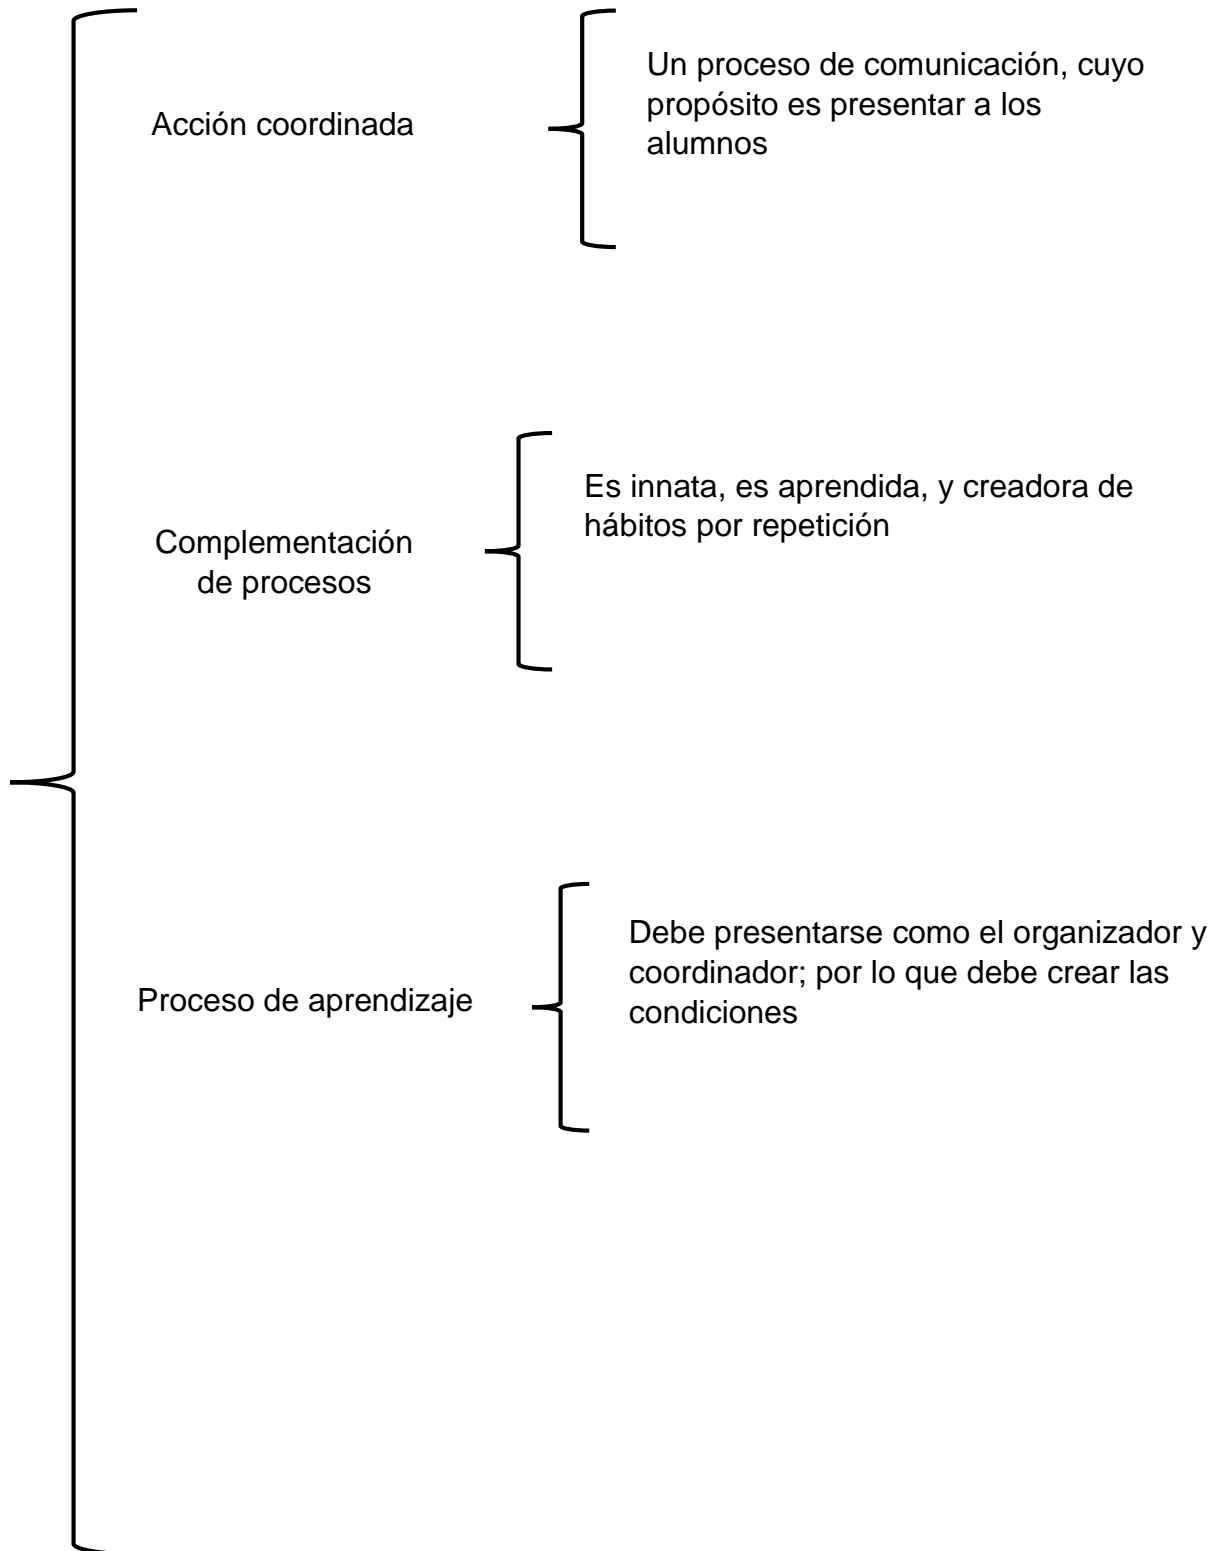 Acción coordinada
Un proceso de comunicación, cuyo
propósito es presentar a los
alumnos
Complementación
de procesos
Es innata, es aprendida, y creadora de
hábitos por repetición
Proceso de aprendizaje
Debe presentarse como el organizador y
coordinador; por lo que debe crear las
condiciones